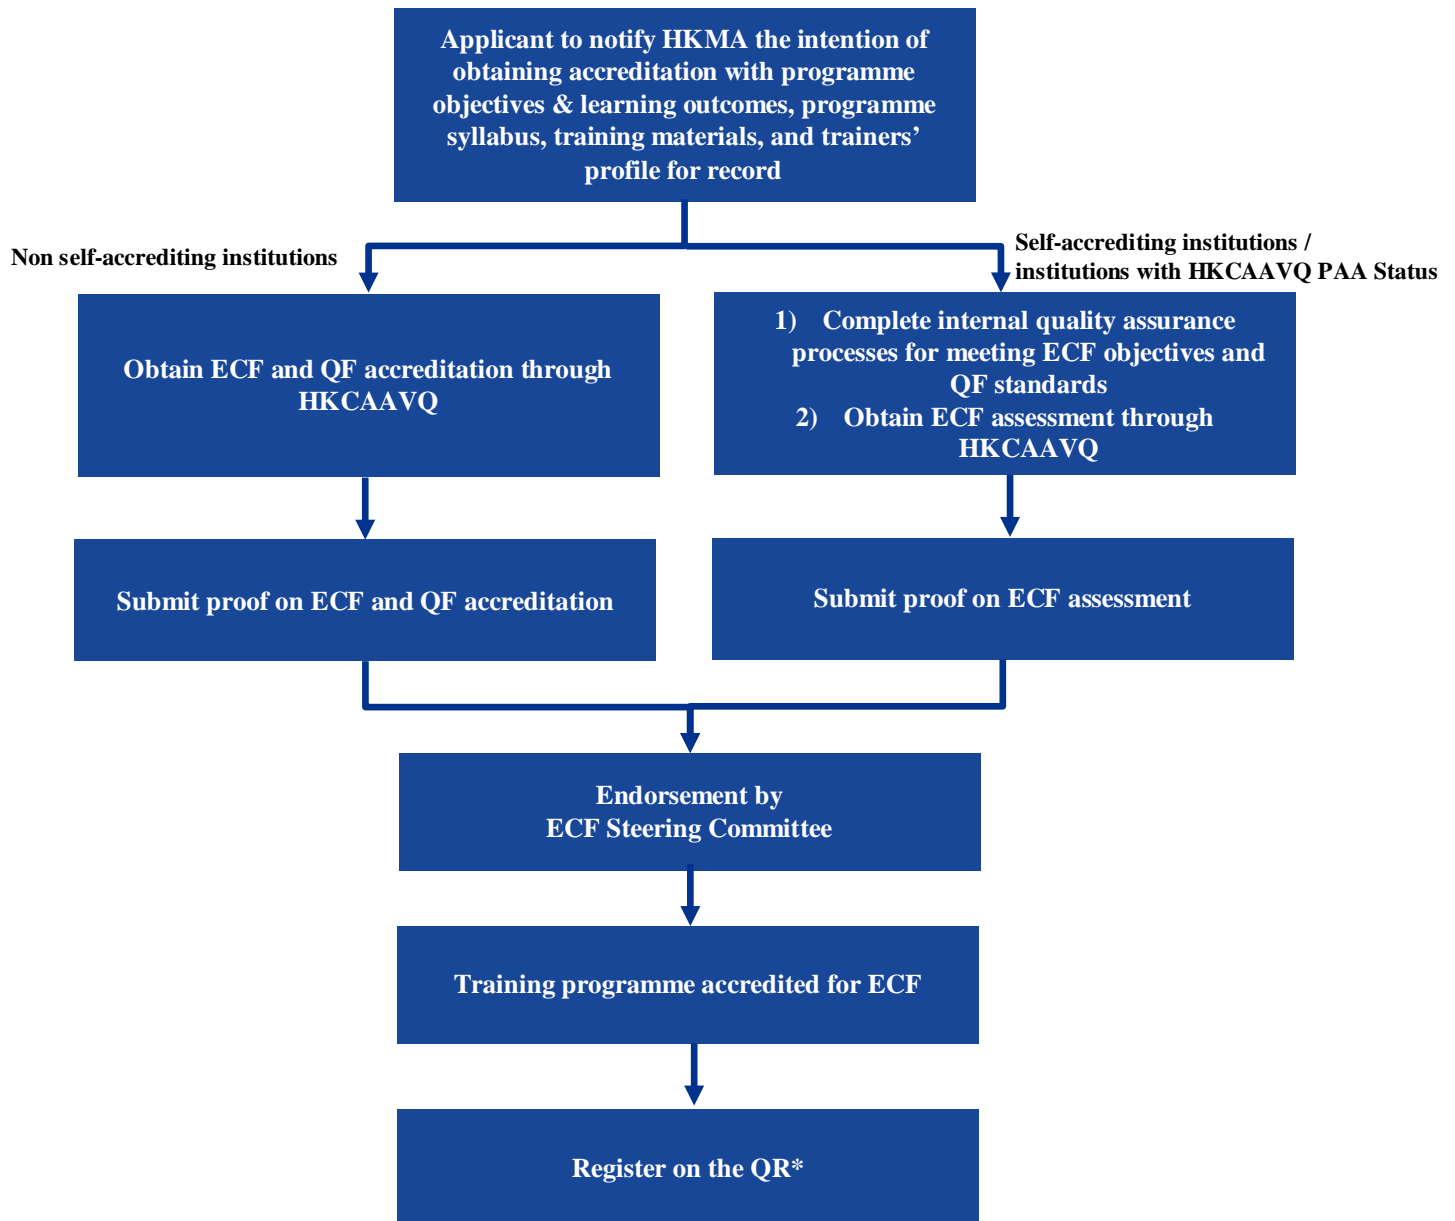 Applicant to notify HKMA the intention of
obtaining accreditation with programme
objectives & learning outcomes, programme
syllabus, training materials, and trainers’
profile for record
Non self-accrediting institutions
Self-accrediting institutions /
institutions with HKCAAVQ PAA Status
Obtain ECF and QF accreditation through
HKCAAVQ
1) Complete internal quality assurance
processes for meeting ECF objectives and
QF standards
2) Obtain ECF assessment through
HKCAAVQ
Submit proof on ECF and QF accreditation
Submit proof on ECF assessment
Endorsement by
ECF Steering Committee
Training programme accredited for ECF
Register on the QR*